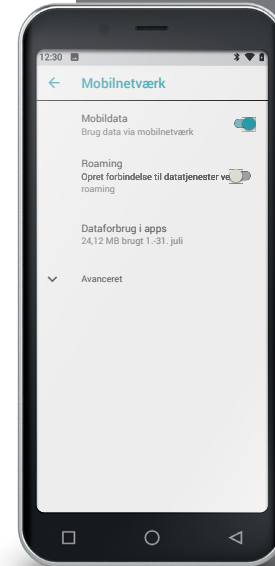 12:30
Mobilnetværk
Mobildata
Brug data via mobilnetværk
Roaming
Opret forbindelse til datatjenester ve
roaming
Dataforbrug i apps
24,12 MB brugt 1.-31. juli
Avanceret